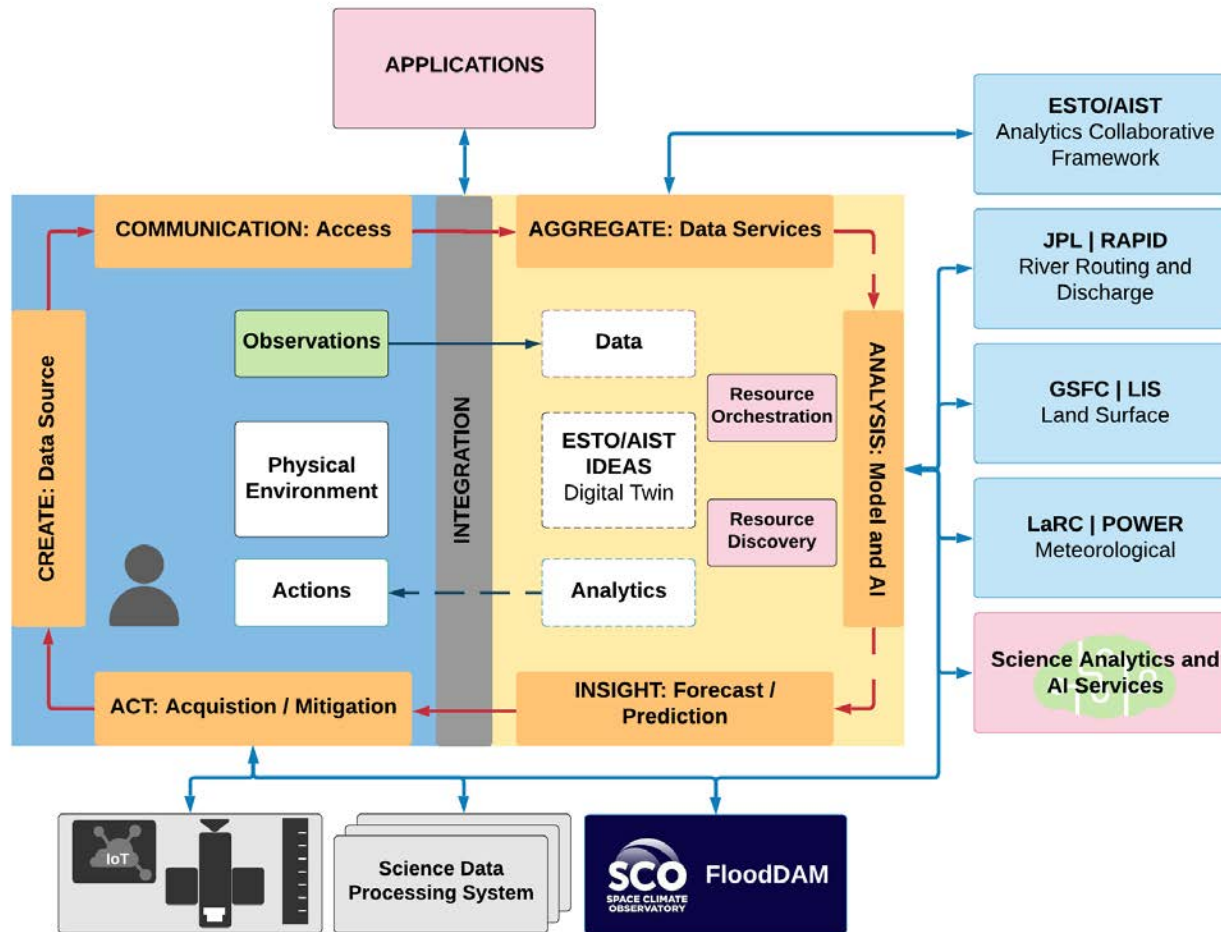 APPLICATIONS
ESTO/AIST
Analytics Collaborative
Framework
COMMUNICATION: Access
AGGREGATE: Data Services
JPL | RAPID
River Routing and
Discharge
CREATE: Data Source
Observations
INTEGRATION
Data
ANALYSIS: Model and AI
Resource
Orchestration
GSFC | LIS
Land Surface
Physical
Environment
ESTO/AIST
IDEAS
Digital Twin
Resource
Discovery
LaRC | POWER
Meteorological
Actions
Analytics
Science Analytics and
AI Services
ACT: Acquistion / Mitigation
INSIGHT: Forecast /
Prediction
IoT
Science Data
Processing System
SCO
SPACE CLIMATE
OBSERVATORY
FloodDAM